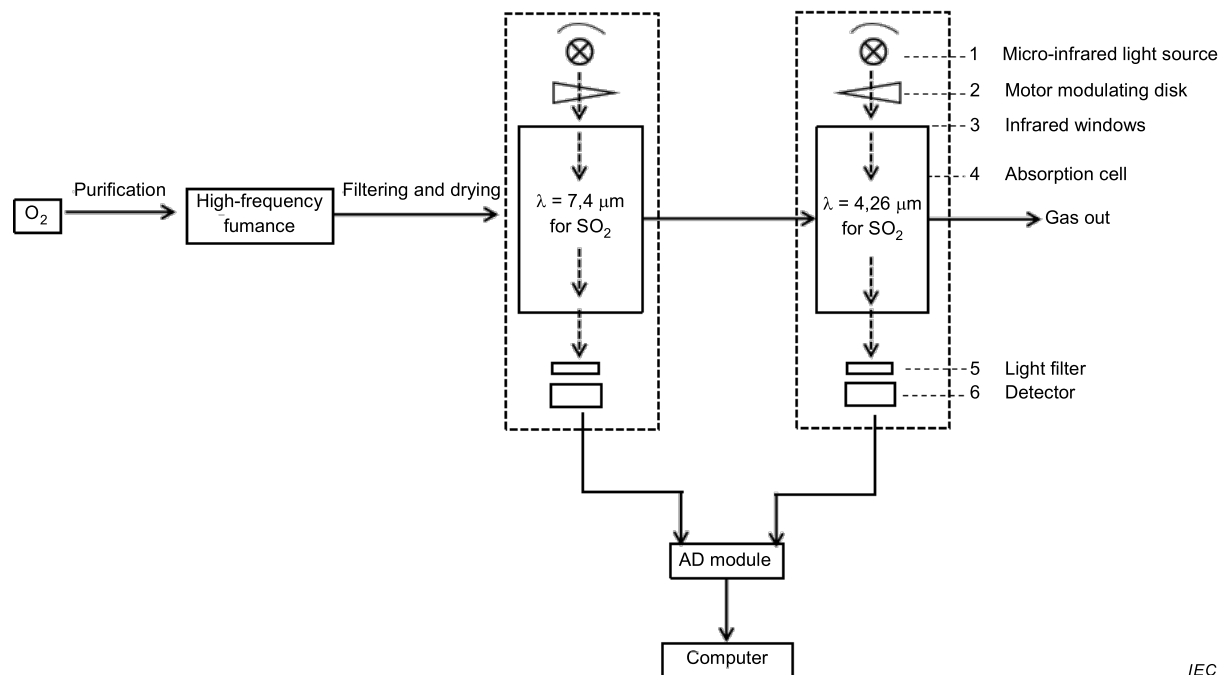 1 Micro-infrared light source
2 Motor modulating disk
3 Infrared windows
4 Absorption cell
O2
Purification
High-frequency
fumance
Filtering and drying
λ = 7,4 μm
for SO2
λ = 4,26 μm
for SO2
Gas out
5 Light filter
6 Detector
AD module
Computer
IEC